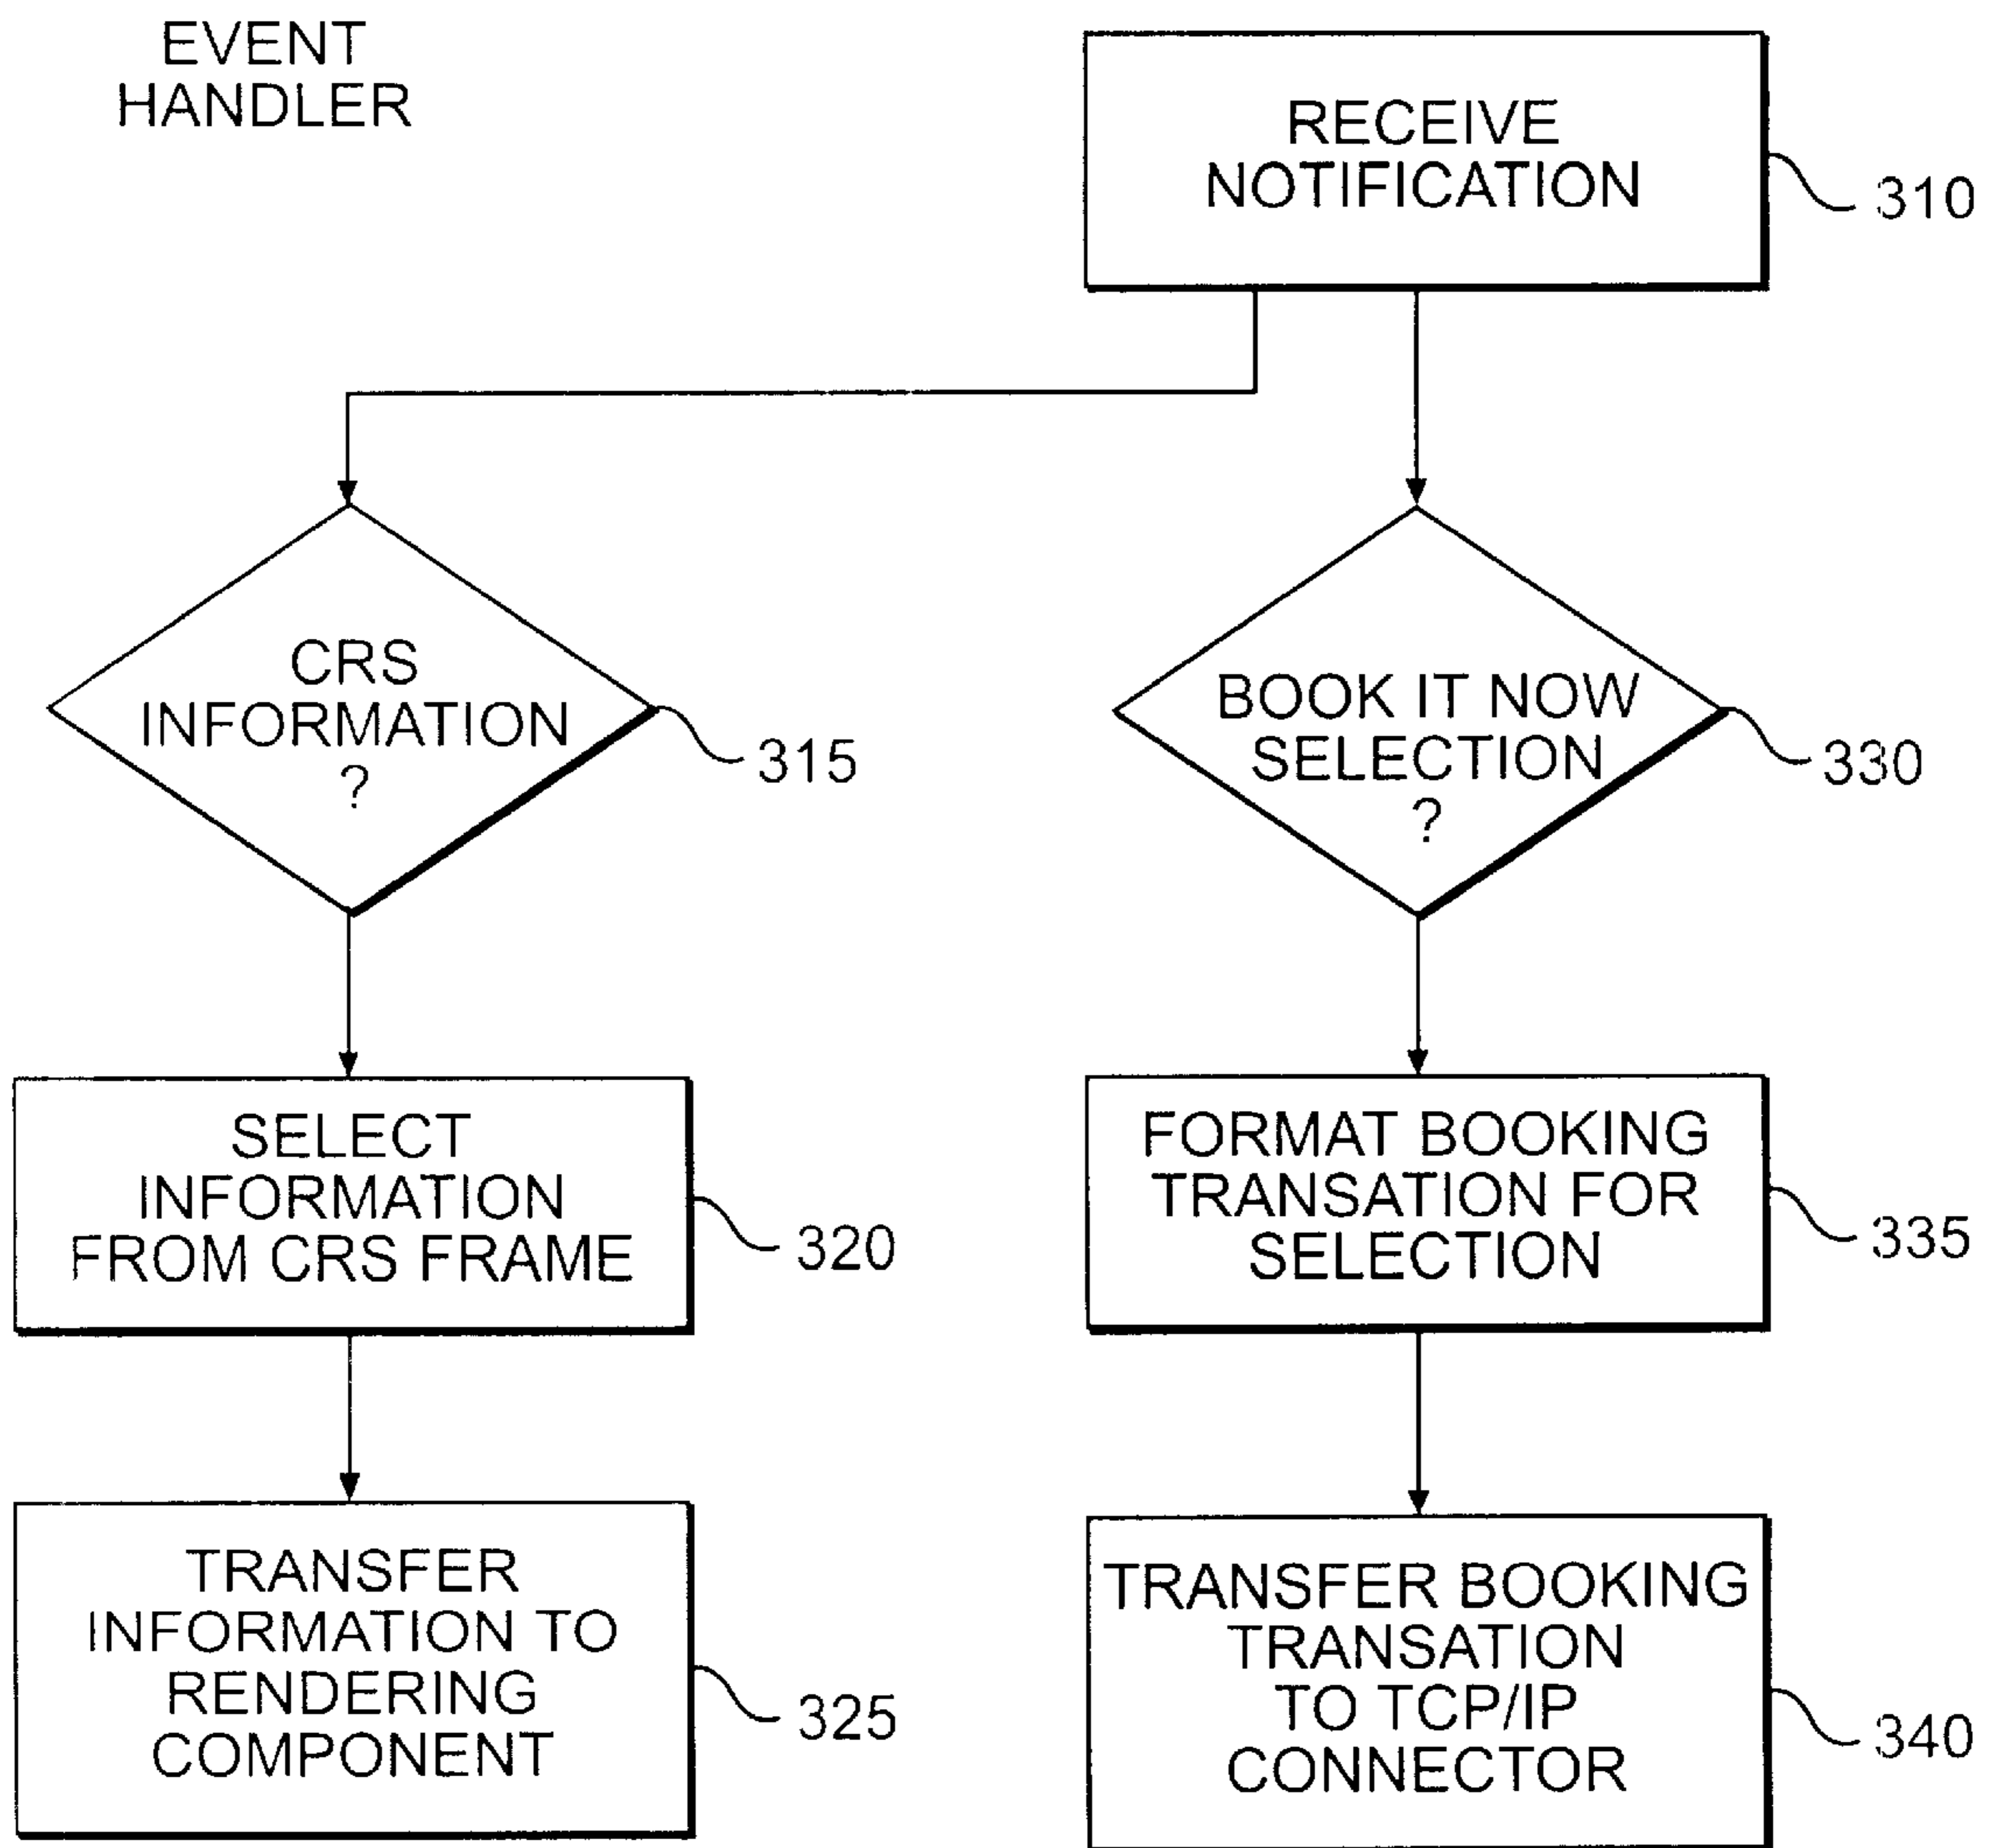 EVENT
HANDLER
RECEIVE
NOTIFICATION
310
CRS
INFORMATION
?
315
BOOK IT NOW
SELECTION
?
330
SELECT
INFORMATION
FROM CRS FRAME
320
FORMAT BOOKING
TRANSATION FOR
SELECTION
335
TRANSFER
INFORMATION TO
RENDERING
COMPONENT
325
TRANSFER BOOKING
TRANSATION
TO TCP/IP
CONNECTOR
340